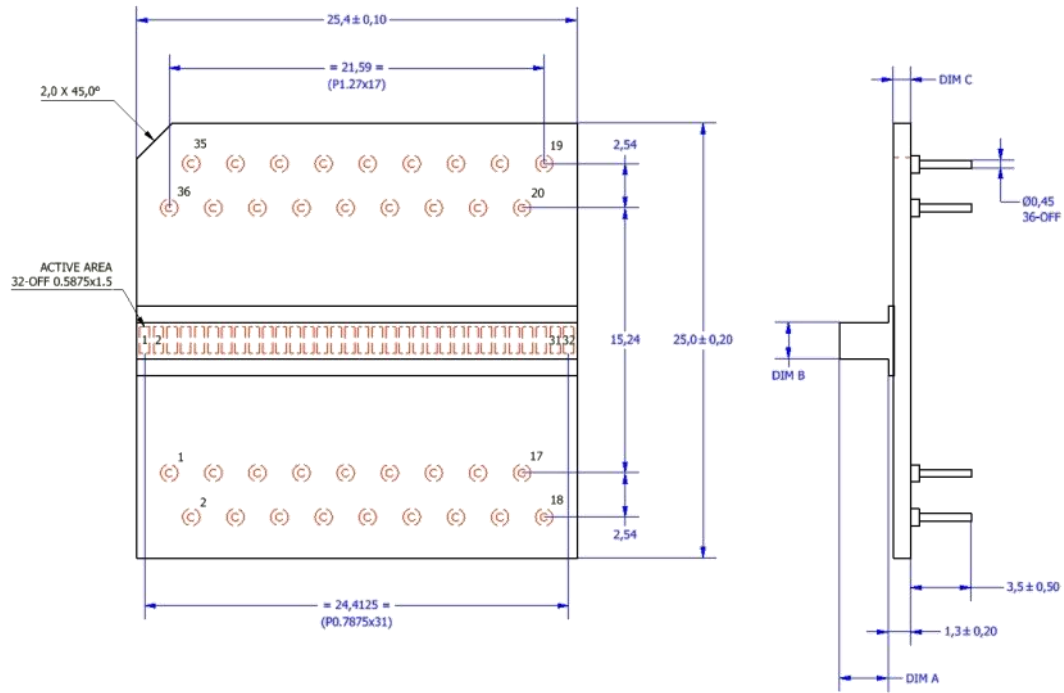 25,4 ± 0,10
= 21,59 =
(P1.27x17)
DIM C
2,0 X 45,0°
35
19
2,54
36
20
Ø0,45
36-OFF
ACTIVE AREA
32-OFF 0.5875x1.5
1 2 31 32
15,24
25,0 ± 0,20
DIM B
1
17
2
18
2,54
= 24,4125 =
(P0.7875x31)
3,5 ± 0,50
1,3 ± 0,20
DIM A